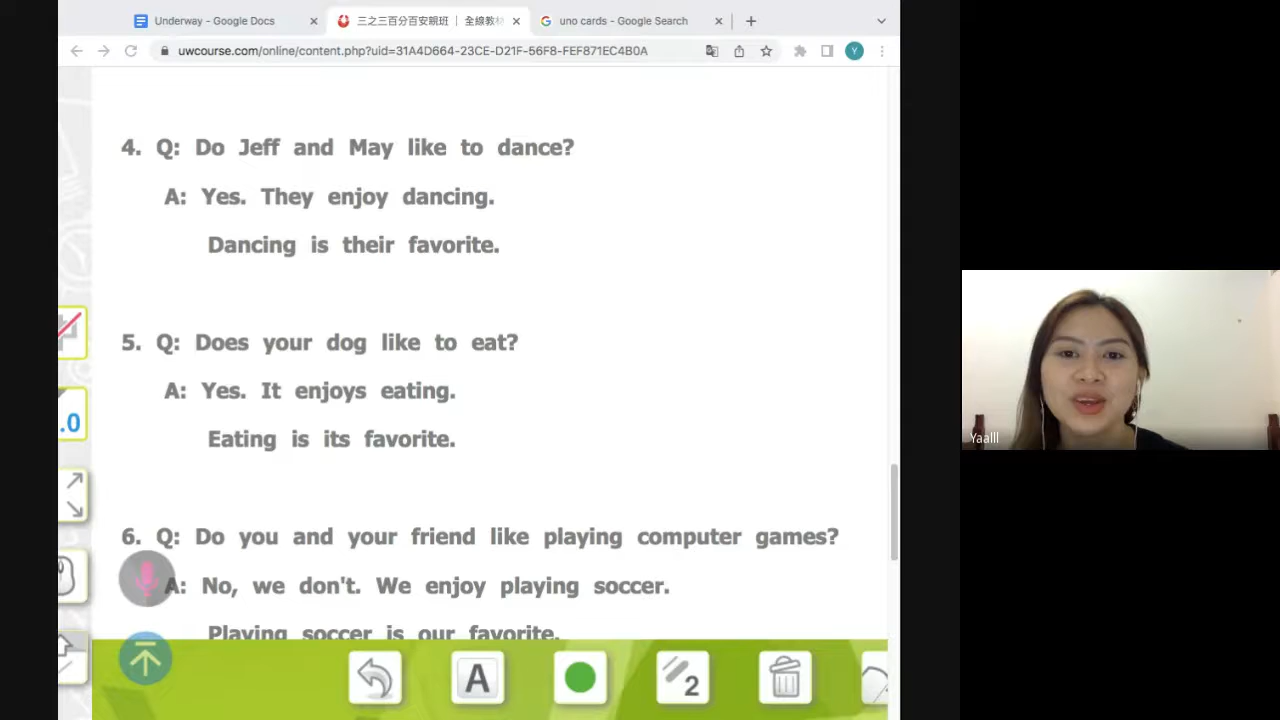 Underway - Google Docs
三之三百分百安親班 | 全線教材
uno cards - Google Search
uwcourse.com/online/content.php?uid=31A4D664-23CE-D21F-56F8-FEF871EC4B0A
Y
4. Q: Do Jeff and May like to dance?
A: Yes. They enjoy dancing.
Dancing is their favorite.
5. Q: Does your dog like to eat?
A: Yes. It enjoys eating.
Eating is its favorite.
6. Q: Do you and your friend like playing computer games?
A: No, we don't. We enjoy playing soccer.
Playing soccer is our favorite.
.0
A
2
Yaalll